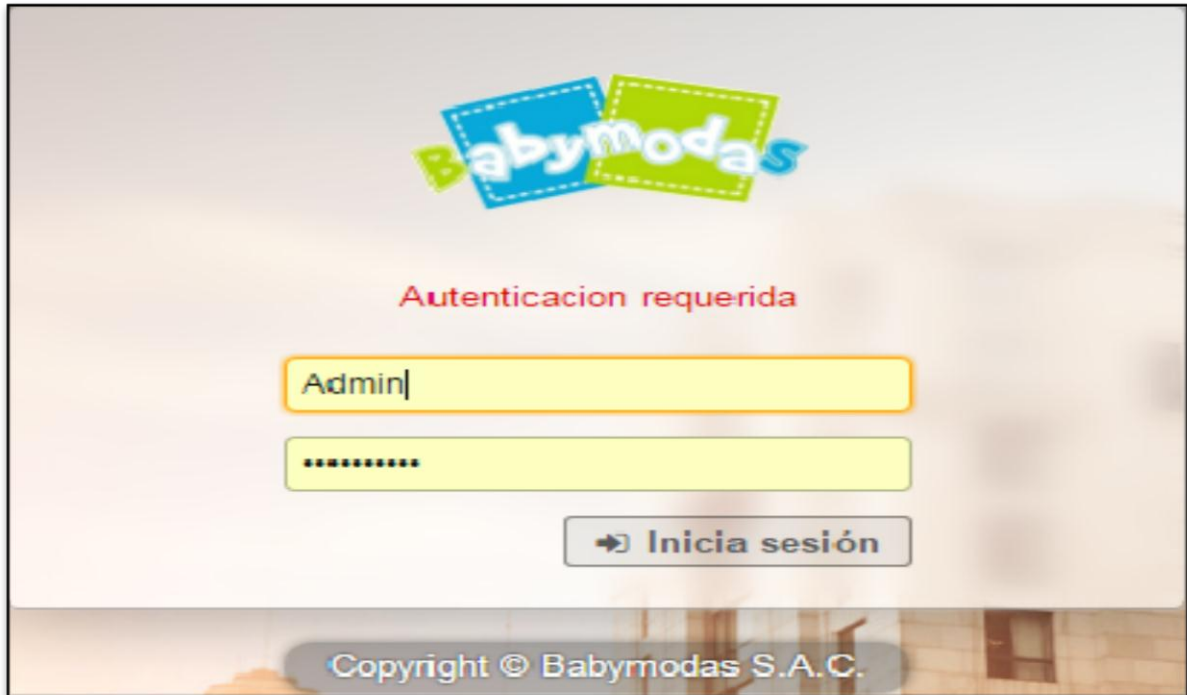 Babymodas
Autenticacion requerida
Admin
••••••••••
Inicia sesión
Copyright © Babymodas S.A.C.